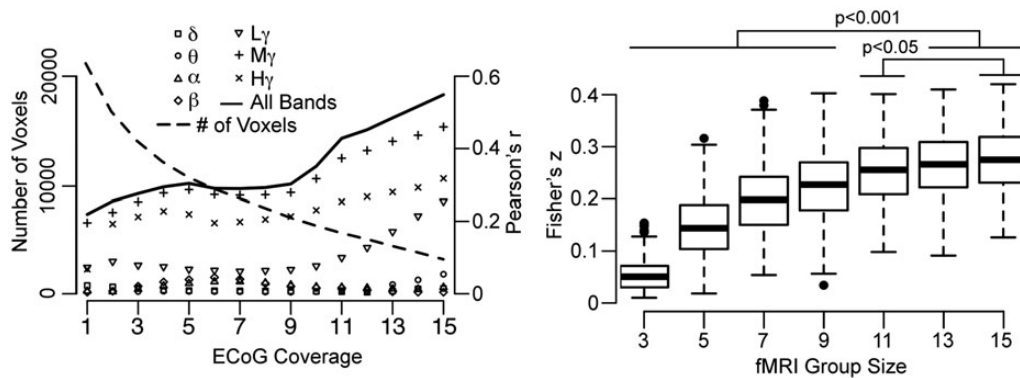 δ
θ
α
β
Lγ
Mγ
Hγ
All Bands
# of Voxels
Number of Voxels
0
10000
20000
Pearson's r
0
0.2
0.4
0.6
1 3 5 7 9 11 13 15
ECoG Coverage
p<0.001
p<0.05
Fisher's z
0.4
0.3
0.2
0.1
0
3 5 7 9 11 13 15
fMRI Group Size